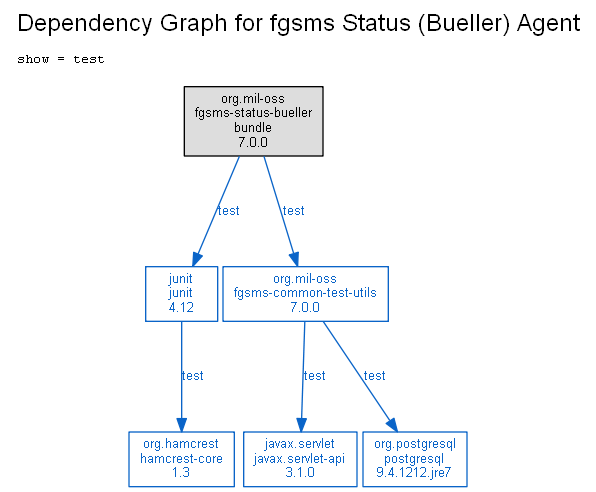 Dependency Graph for fgsms Status (Bueller) Agent
show = test
org.mil-oss
fgsms-status-bueller
bundle
7.0.0
test
test
junit
junit
4.12
org.mil-oss
fgsms-common-test-utils
7.0.0
test
test
test
org.hamcrest
hamcrest-core
1.3
javax.servlet
javax.servlet-api
3.1.0
org.postgresql
postgresql
9.4.1212.jre7